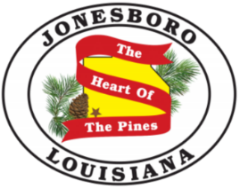 JONESBORO
The
Heart Of
The Pines
LOUISIANA